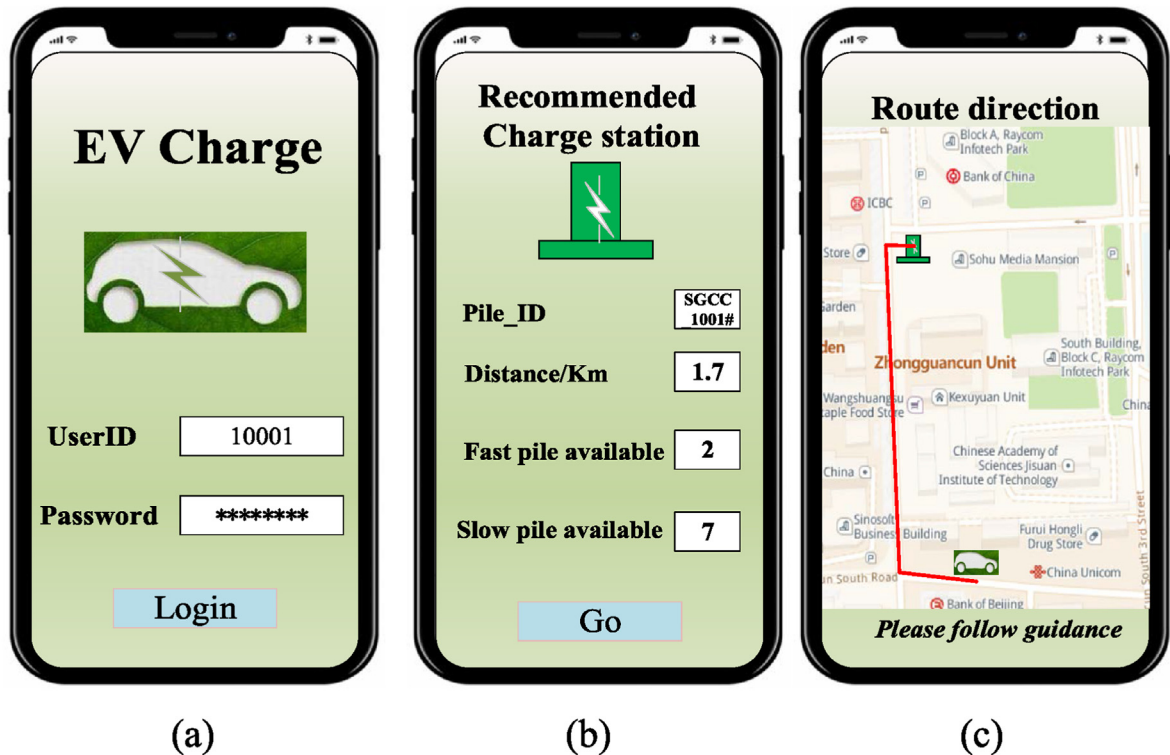 EV Charge
UserID
10001
Password
********
Login
(a)
Recommended
Charge station
Pile_ID
SGCC
_1001#
Distance/Km
1.7
Fast pile available
2
Slow pile available
7
Go
(b)
Route direction
Block A, Raycom
Infotech Park
P
Bank of China
ICBC
P
Store
Sohu Media Mansion
P
Garden
den
Zhongguancun Unit
South Building,
Block C, Raycom
Infotech Park
Wangshuangsu
taple Food Store
Kexuyuan Unit
China
Chinese Academy of
Sciences Jisuan
Institute of Technology
China
Sinosoft
Business Building
Furui Hongli
Drug Store
P
un South Road
China Unicom
cun South 3rd Street
Bank of Beijing
Please follow guidance
(c)